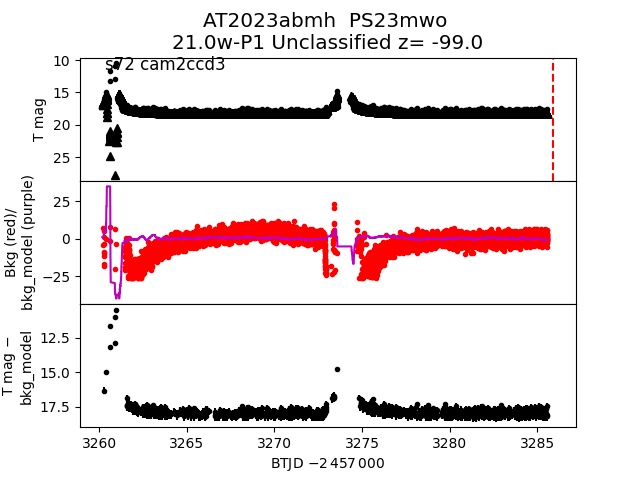 AT2023abmh PS23mwo
21.0w-P1 Unclassified z= -99.0
s72 cam2ccd3
10
15
20
25
T mag
25
0
−25
Bkg (red)/
bkg_model (purple)
12.5
15.0
17.5
T mag −
bkg_model
3260 3265 3270 3275 3280 3285
BTJD −2 457 000